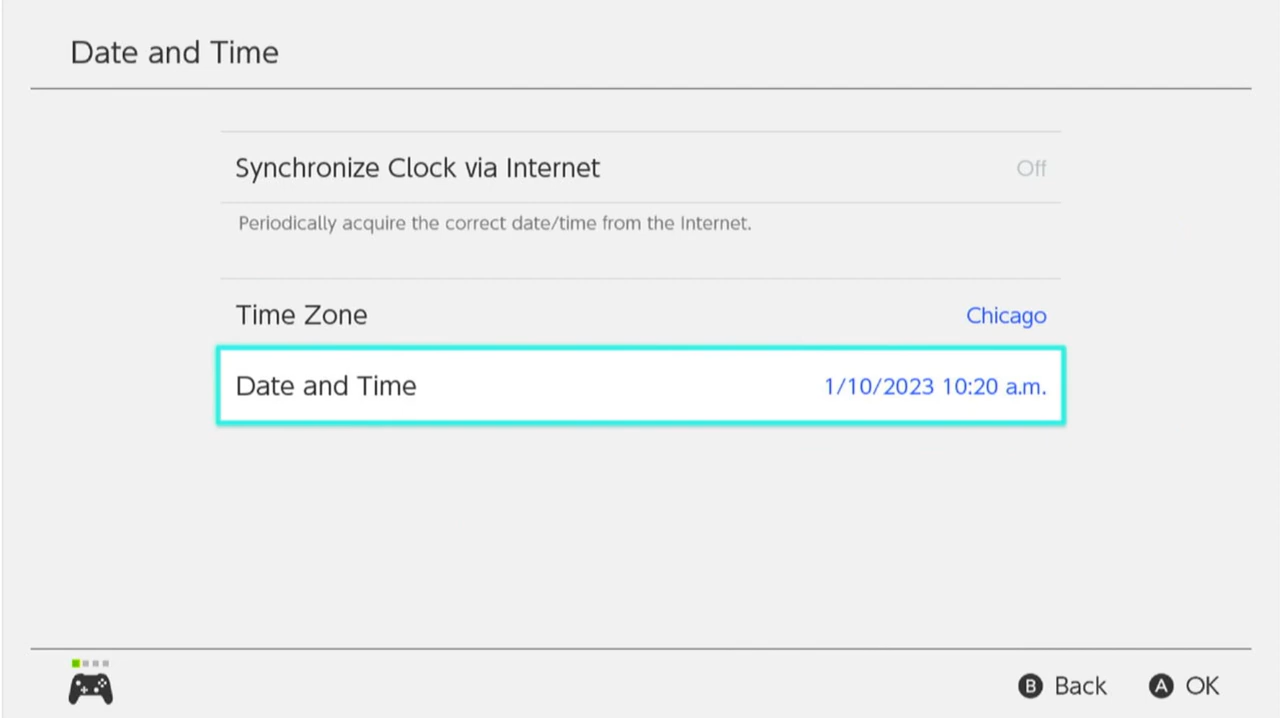 Date and Time
Synchronize Clock via Internet Off
Periodically acquire the correct date/time from the Internet.
Time Zone Chicago
Date and Time 1/10/2023 10:20 a.m.
B Back A OK